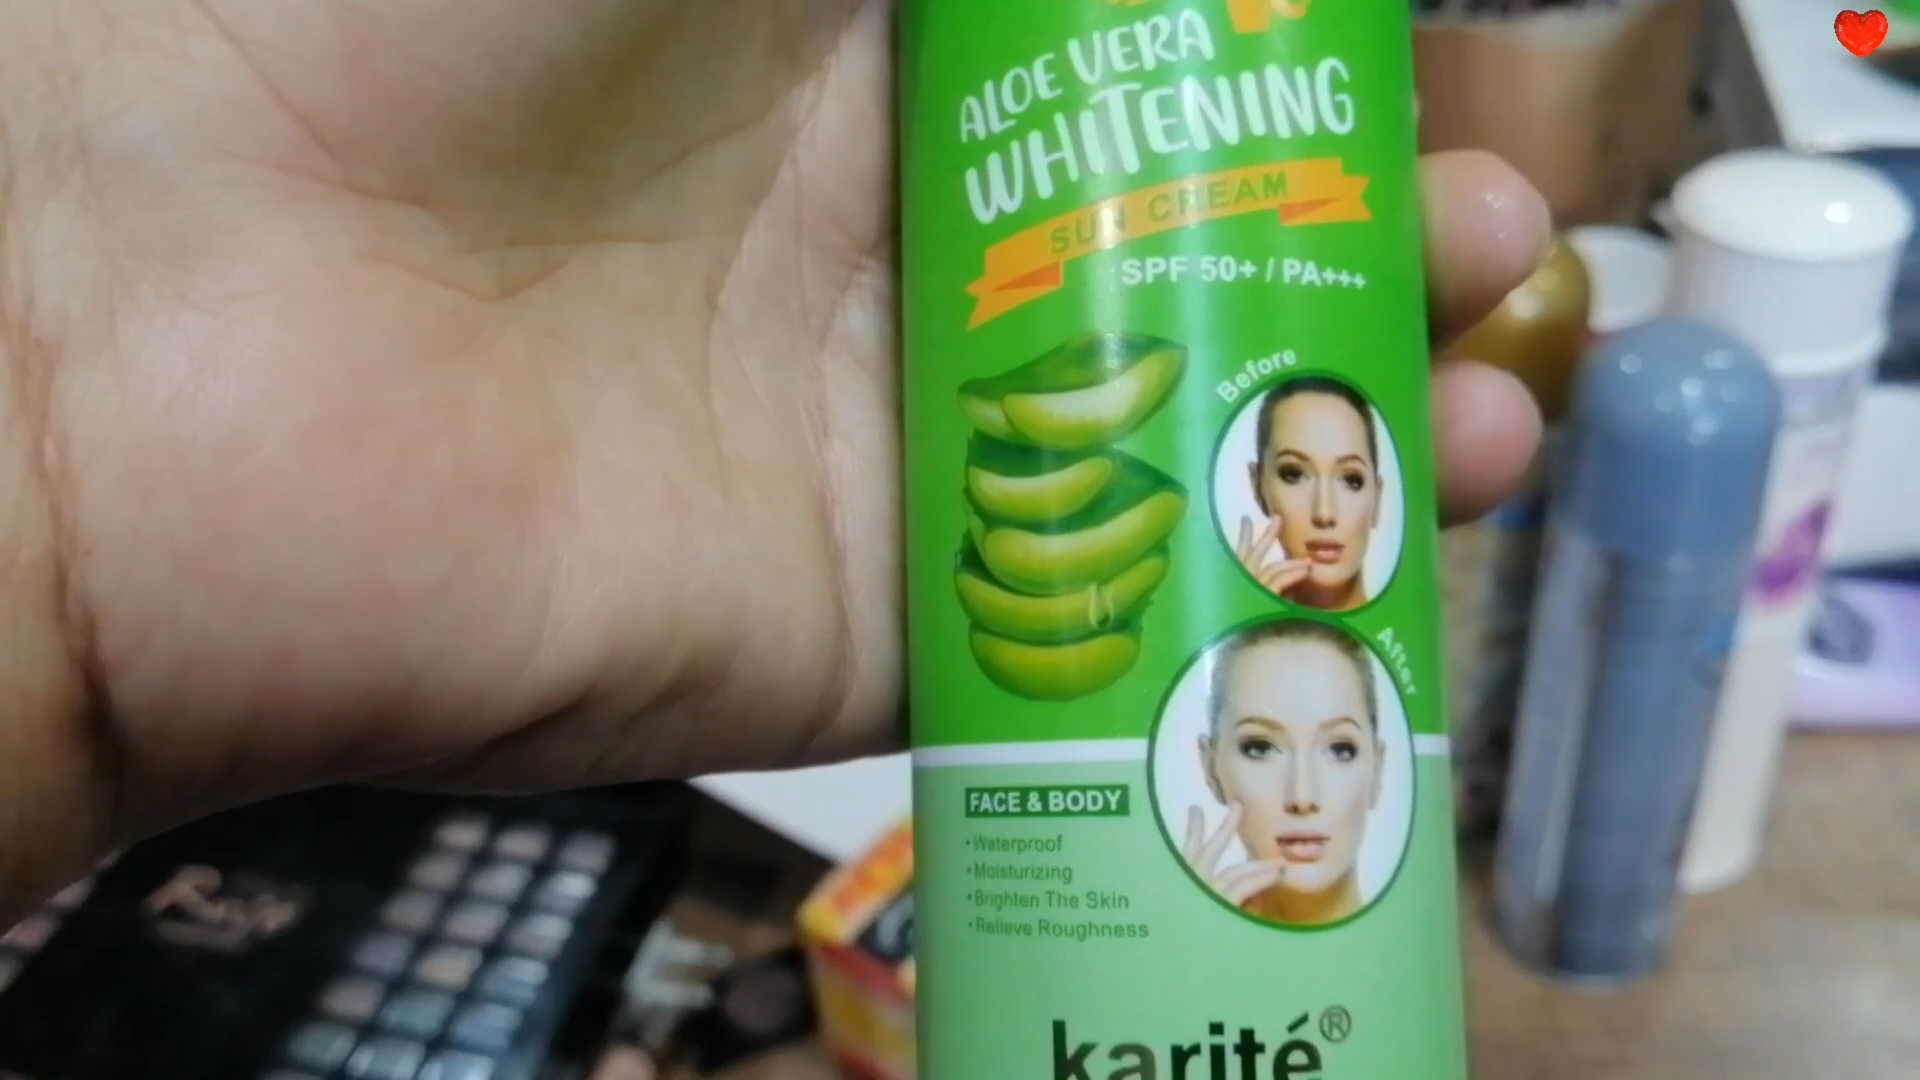 ALOE VERA
WHITENING
SUN CREAM
SPF 50+ / PA+++
Before
After
FACE & BODY
• Waterproof
• Moisturizing
• Brighten The Skin
• Relieve Roughness
karité®